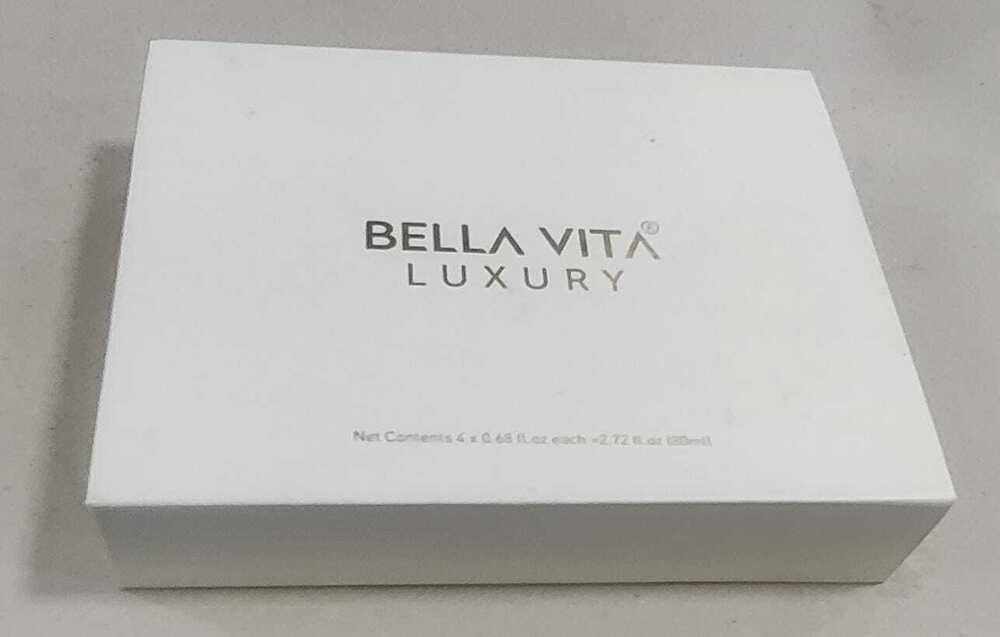 BELLA VITA®
LUXURY
Net Contents 4 x 0.68 fl.oz each =2.72 fl.oz (80ml)